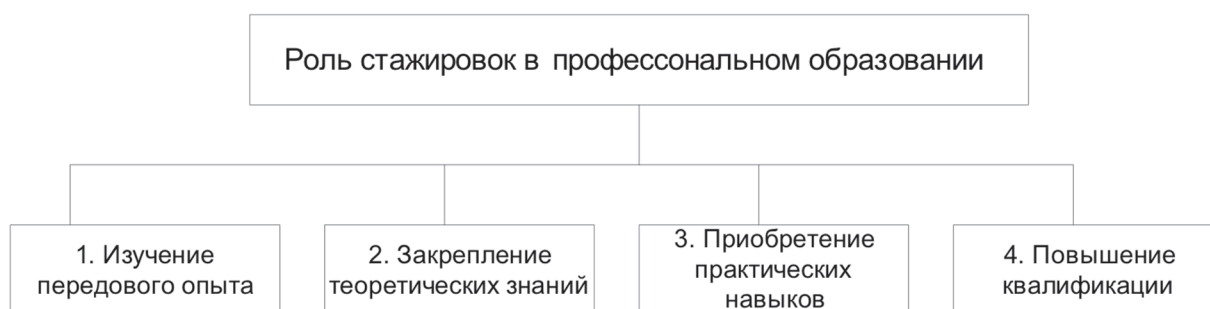 Роль стажировок в профессональном образовании
1. Изучение
передового опыта
2. Закрепление
теоретических знаний
3. Приобретение
практических
навыков
4. Повышение
квалификации